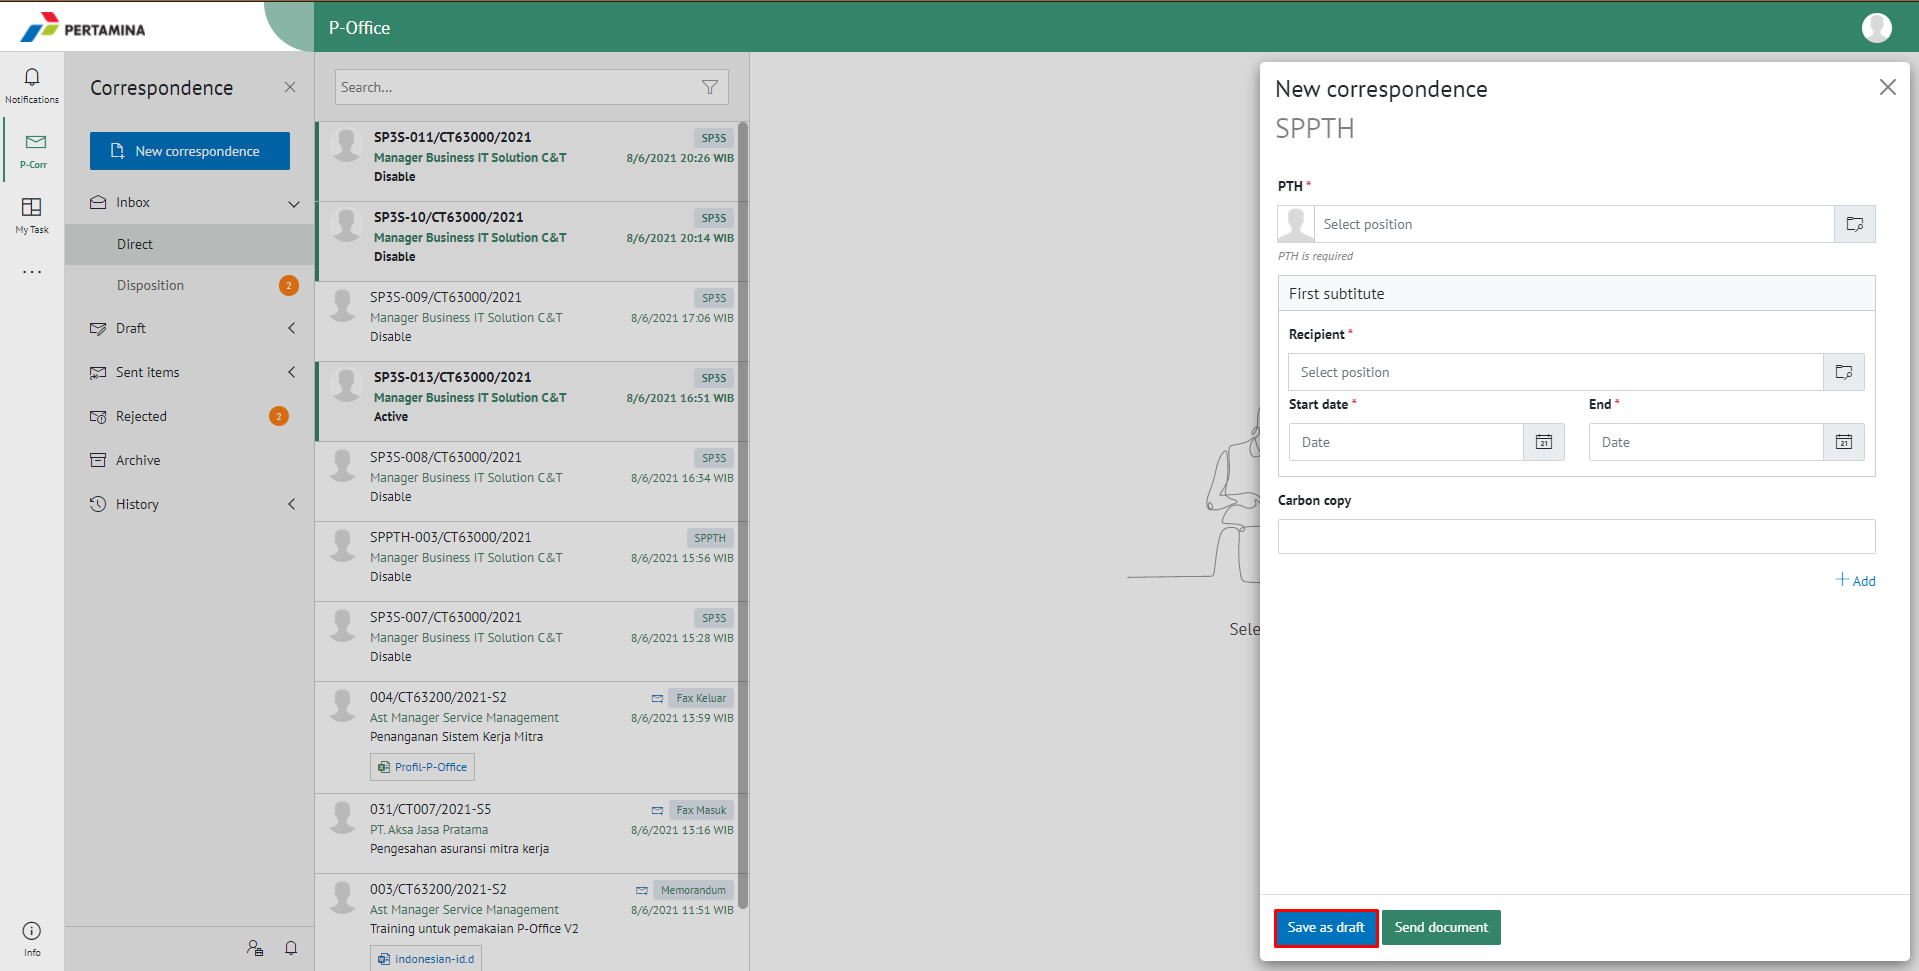 PERTAMINA
P-Office
Notifications
P-Corr
My Task
Info
Correspondence
New correspondence
Inbox
Direct
Disposition 2
Draft
Sent items
Rejected 2
Archive
History
Search...
SP3S-011/CT63000/2021 SP3S
Manager Business IT Solution C&T 8/6/2021 20:26 WIB
Disable
SP3S-10/CT63000/2021 SP3S
Manager Business IT Solution C&T 8/6/2021 20:14 WIB
Disable
SP3S-009/CT63000/2021 SP3S
Manager Business IT Solution C&T 8/6/2021 17:06 WIB
Disable
SP3S-013/CT63000/2021 SP3S
Manager Business IT Solution C&T 8/6/2021 16:51 WIB
Active
SP3S-008/CT63000/2021 SP3S
Manager Business IT Solution C&T 8/6/2021 16:34 WIB
Disable
SPPTH-003/CT63000/2021 SPPTH
Manager Business IT Solution C&T 8/6/2021 15:56 WIB
Disable
SP3S-007/CT63000/2021 SP3S
Manager Business IT Solution C&T 8/6/2021 15:28 WIB
Disable
004/CT63200/2021-S2 Fax Keluar
Ast Manager Service Management 8/6/2021 13:59 WIB
Penanganan Sistem Kerja Mitra
Profil-P-Office
031/CT007/2021-S5 Fax Masuk
PT. Aksa Jasa Pratama 8/6/2021 13:16 WIB
Pengesahan asuransi mitra kerja
003/CT63200/2021-S2 Memorandum
Ast Manager Service Management 8/6/2021 11:51 WIB
Training untuk pemakaian P-Office V2
indonesian-id.d
Sele
New correspondence
SPPTH
PTH *
Select position
PTH is required
First subtitute
Recipient *
Select position
Start date * End *
Date 21 Date 21
Carbon copy
+ Add
Save as draft Send document